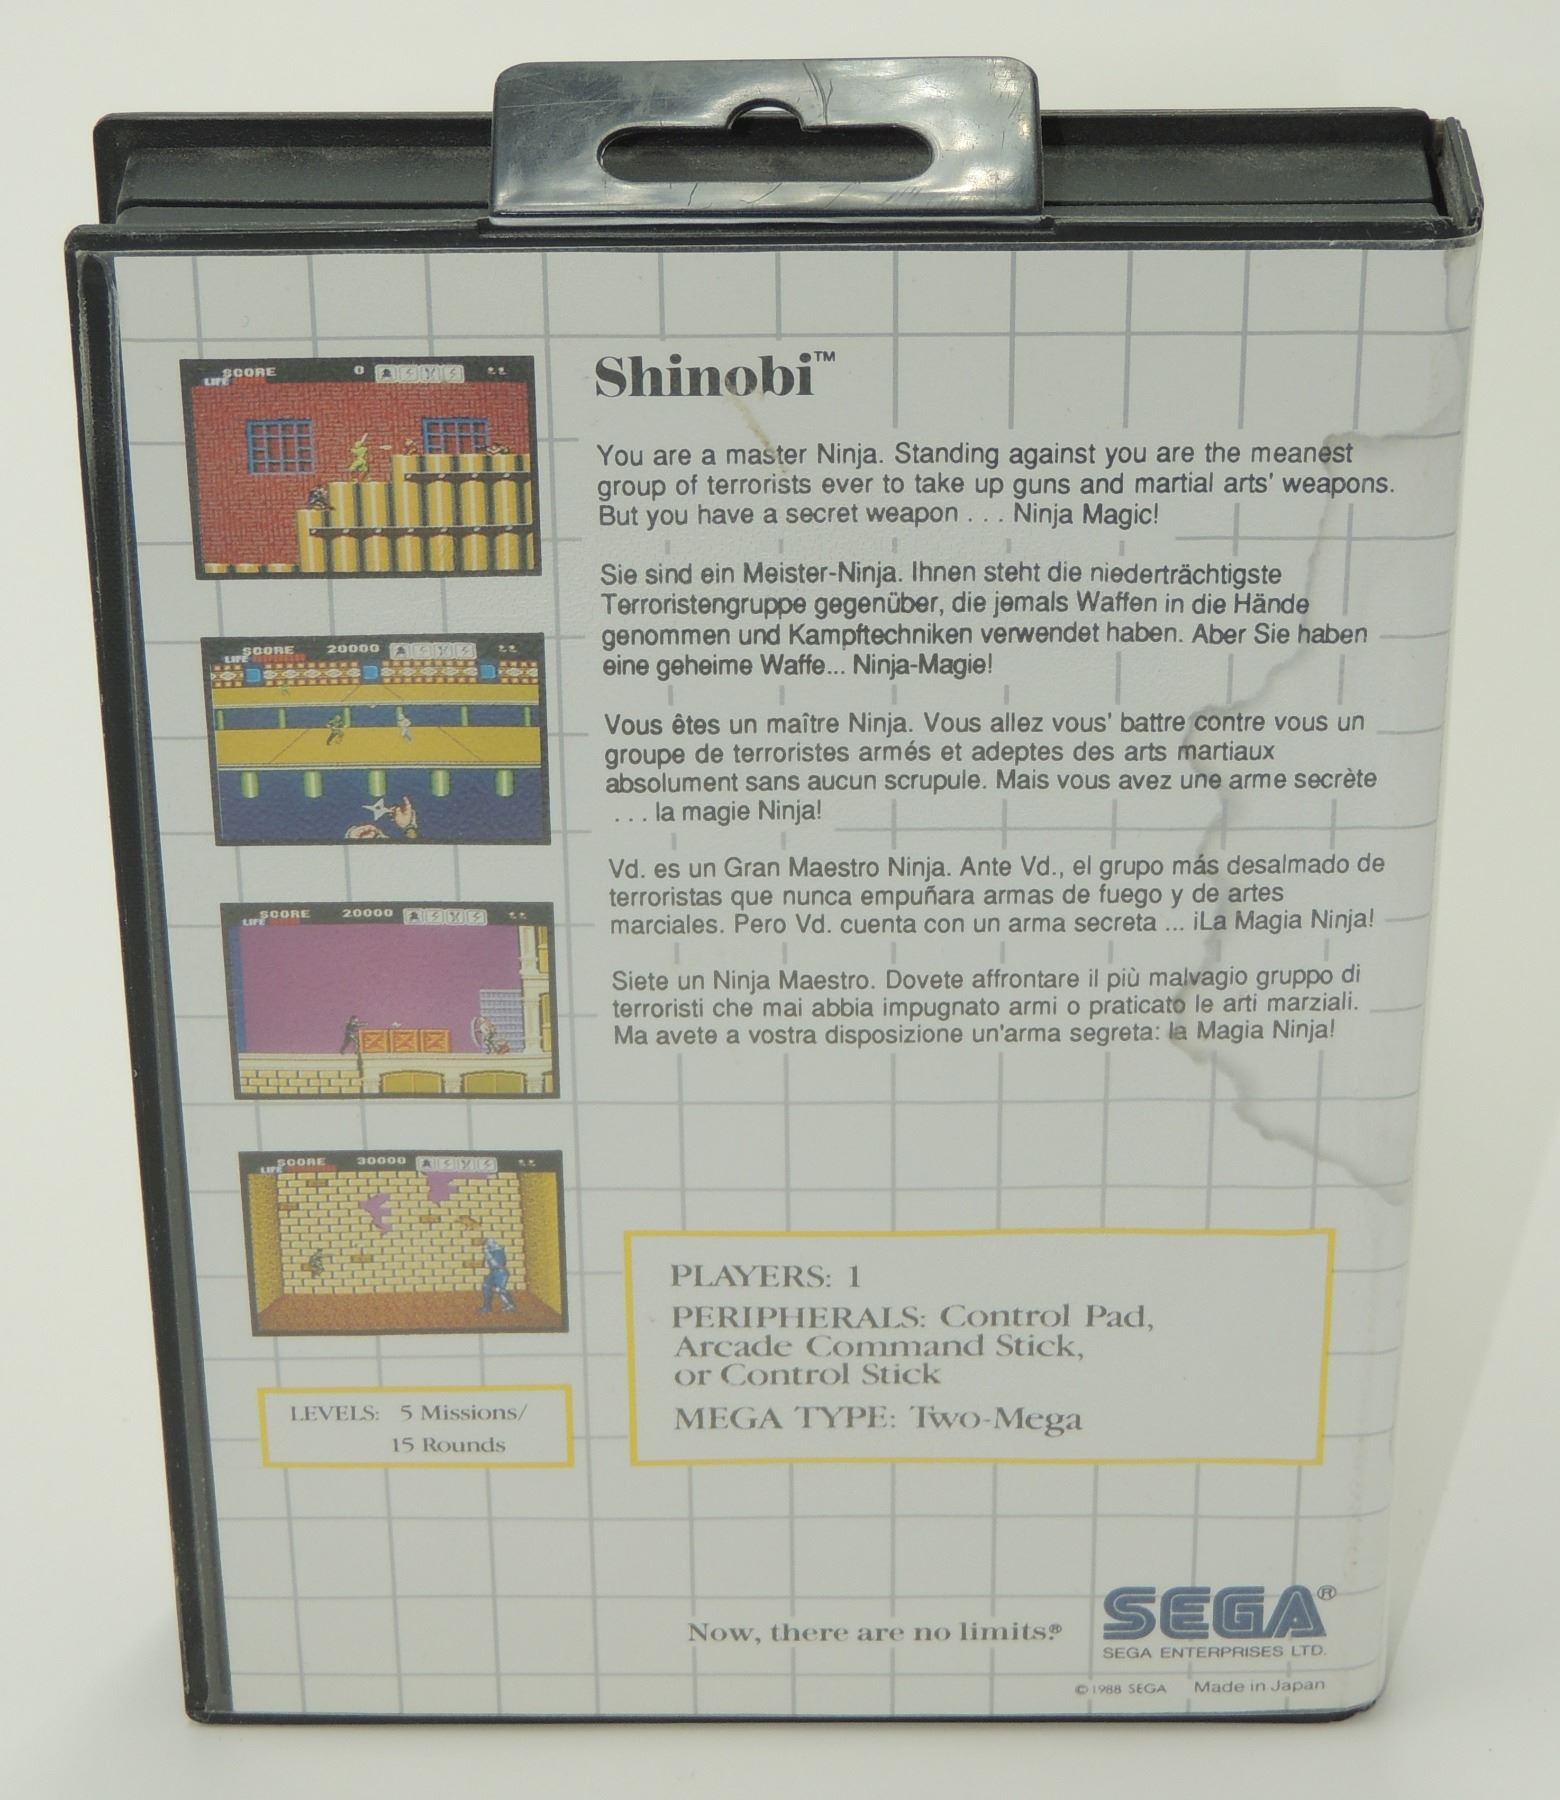 Shinobi™
You are a master Ninja. Standing against you are the meanest
group of terrorists ever to take up guns and martial arts' weapons.
But you have a secret weapon . . . Ninja Magic!
Sie sind ein Meister-Ninja. Ihnen steht die niederträchtigste
Terroristengruppe gegenüber, die jemals Waffen in die Hände
genommen und Kampftechniken verwendet haben. Aber Sie haben
eine geheime Waffe... Ninja-Magie!
Vous êtes un maître Ninja. Vous allez vous' battre contre vous un
groupe de terroristes armés et adeptes des arts martiaux
absolument sans aucun scrupule. Mais vous avez une arme secrète
. . . la magie Ninja!
Vd. es un Gran Maestro Ninja. Ante Vd., el grupo más desalmado de
terroristas que nunca empuñara armas de fuego y de artes
marciales. Pero Vd. cuenta con un arma secreta ... ¡La Magia Ninja!
Siete un Ninja Maestro. Dovete affrontare il più malvagio gruppo di
terroristi che mai abbia impugnato armi o praticato le arti marziali.
Ma avete a vostra disposizione un'arma segreta: la Magia Ninja!
SCORE 0
LIFE
SCORE 20000
LIFE
SCORE 20000
LIFE
SCORE 30000
LIFE
LEVELS: 5 Missions/
15 Rounds
PLAYERS: 1
PERIPHERALS: Control Pad,
Arcade Command Stick,
or Control Stick
MEGA TYPE: Two-Mega
Now, there are no limits.®
SEGA®
SEGA ENTERPRISES LTD.
©1988 SEGA Made in Japan